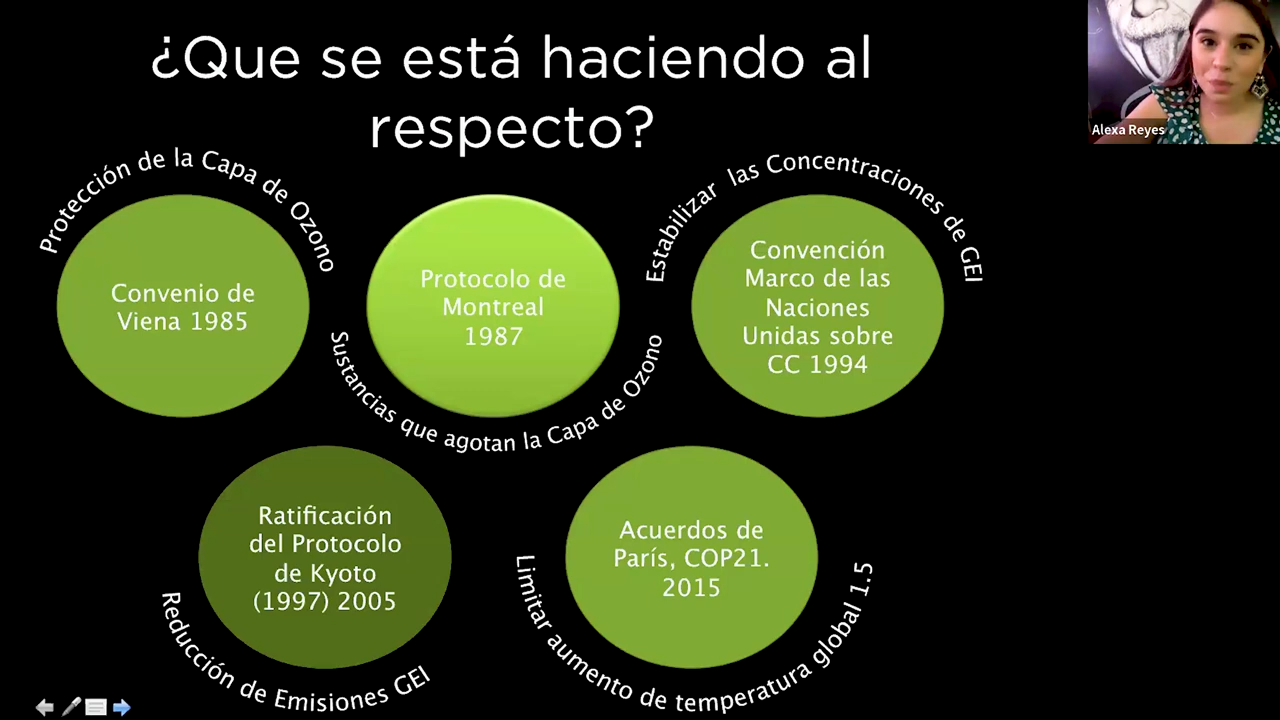 ¿Que se está haciendo al
respecto?
Alexa Reyes
Protección de la Capa de Ozono
Convenio de
Viena 1985
Protocolo de
Montreal
1987
Sustancias que agotan la Capa de Ozono
Estabilizar las Concentraciones de GEI
Convención
Marco de las
Naciones
Unidas sobre
CC 1994
Ratificación
del Protocolo
de Kyoto
(1997) 2005
Reducción de Emisiones GEI
Acuerdos de
París, COP21.
2015
Limitar aumento de temperatura global 1.5